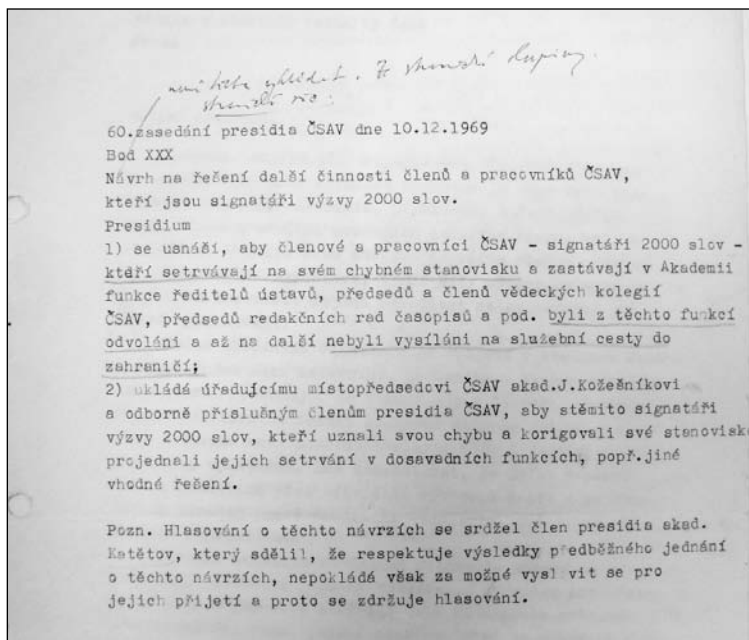 60.zasedání presidia ČSAV dne 10.12.1969
Bod XXX
Návrh na řešení další činnosti členů a pracovníků ČSAV,
kteří jsou signatáři výzvy 2000 slov.
Presidium
1) se usnáší, aby členové a pracovníci ČSAV - signatáři 2000 slov -
kteří setrvávají na svém chybném stanovisku a zastávají v Akademii
funkce ředitelů ústavů, předsedů a členů vědeckých kolegií
ČSAV, předsedů redakčních rad časopisů a pod. byli z těchto funkcí
odvoláni a až na další nebyli vysíláni na služební cesty do
zahraničí;
2) ukládá úřadujícímu místopředsedovi ČSAV akad.J.Kožešníkovi
a odborně příslušným členům presidia ČSAV, aby stěmito signatáři
výzvy 2000 slov, kteří uznali svou chybu a korigovali své stanovisko
projednali jejich setrvání v dosavadních funkcích, popř.jiné
vhodné řešení.
Pozn. Hlasování o těchto návrzích se srdžel člen presidia akad.
Katětov, který sdělil, že respektuje výsledky předběžného jednání
o těchto návrzích, nepokládá však za možné vysl vit se pro
jejich přijetí a proto se zdržuje hlasování.